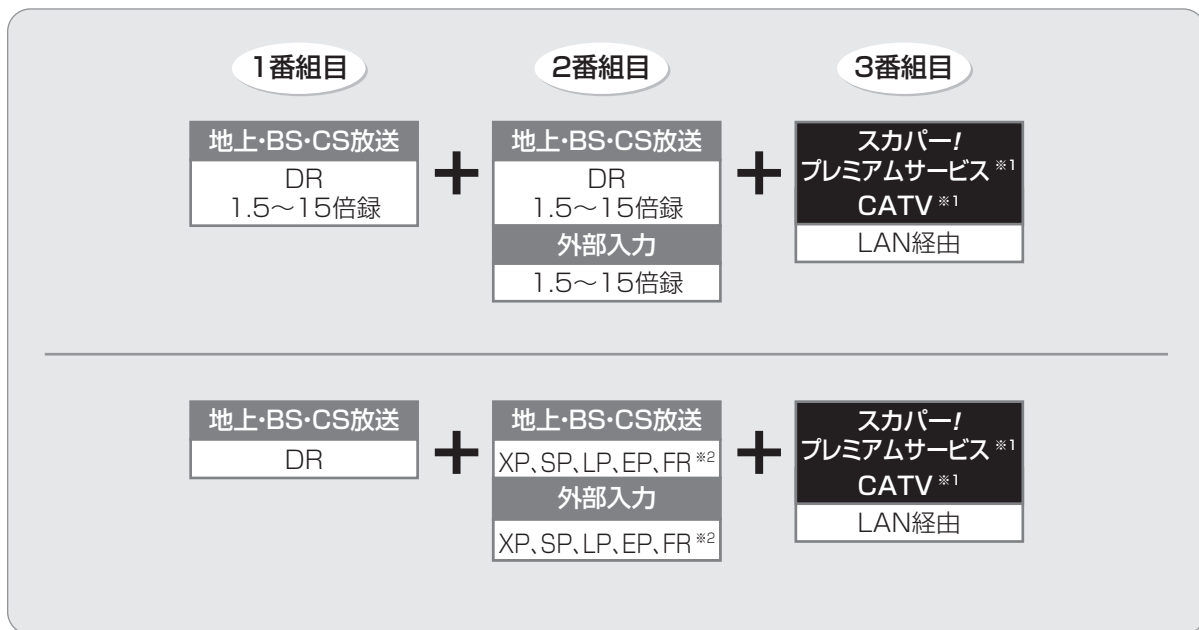 1番組目
2番組目
3番組目
地上・BS・CS放送
DR
1.5～15倍録
+
地上・BS・CS放送
DR
1.5～15倍録
外部入力
1.5～15倍録
+
スカパー!
プレミアムサービス※1
CATV※1
LAN経由
地上・BS・CS放送
DR
+
地上・BS・CS放送
XP、SP、LP、EP、FR※2
外部入力
XP、SP、LP、EP、FR※2
+
スカパー!
プレミアムサービス※1
CATV※1
LAN経由